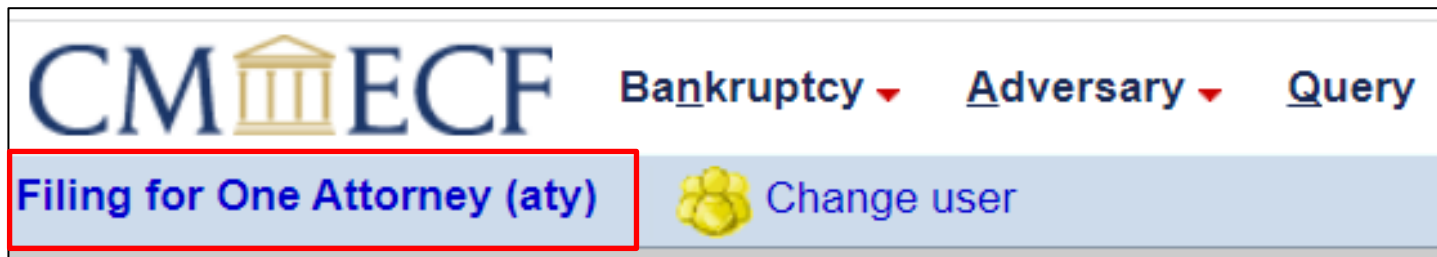 CM ECF Bankruptcy Adversary Query
Filing for One Attorney (aty) Change user